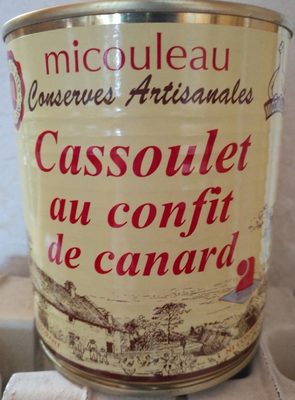 micouleau
Conserves Artisanales
Cassoulet
au confit
de canard